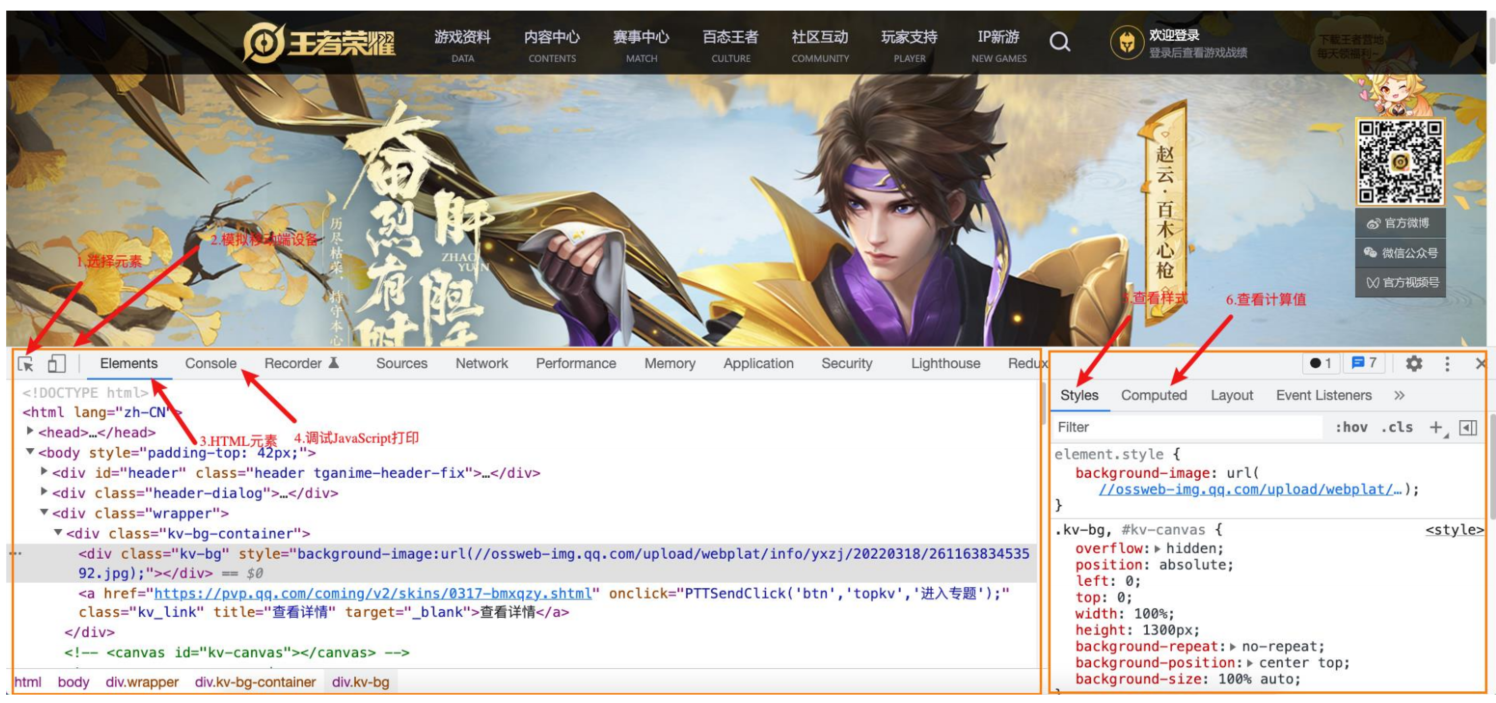 王者荣耀
游戏资料 内容中心 赛事中心 百态王者 社区互动 玩家支持 IP新游
DATA CONTENTS MATCH CULTURE COMMUNITY PLAYER NEW GAMES
欢迎登录
登录后查看游戏战绩
下载王者营地
每天领福利~
奋烈有时
肝胆
历尽枯荣、持守本心
ZHAO
YUN
赵云·百木心枪
官方微博
微信公众号
官方视频号
1.选择元素
2.模拟移动端设备
5.查看样式
6.查看计算值
Elements Console Recorder Sources Network Performance Memory Application Security Lighthouse Redux
1 7
<!DOCTYPE html>
<html lang="zh-CN">
<head>…</head>
3.HTML元素
4.调试JavaScript打印
<body style="padding-top: 42px;">
<div id="header" class="header tganime-header-fix">…</div>
<div class="header-dialog">…</div>
<div class="wrapper">
<div class="kv-bg-container">
… <div class="kv-bg" style="background-image:url(//ossweb-img.qq.com/upload/webplat/info/yxzj/20220318/261163834535
92.jpg);"></div> == $0
<a href="https://pvp.qq.com/coming/v2/skins/0317-bmxqzy.shtml" onclick="PTTSendClick('btn','topkv','进入专题');"
class="kv_link" title="查看详情" target="_blank">查看详情</a>
</div>
<!-- <canvas id="kv-canvas"></canvas> -->
html body div.wrapper div.kv-bg-container div.kv-bg
Styles Computed Layout Event Listeners »
Filter :hov .cls +
element.style {
background-image: url(
//ossweb-img.qq.com/upload/webplat/…);
}
.kv-bg, #kv-canvas { <style>
overflow: hidden;
position: absolute;
left: 0;
top: 0;
width: 100%;
height: 1300px;
background-repeat: no-repeat;
background-position: center top;
background-size: 100% auto;
}